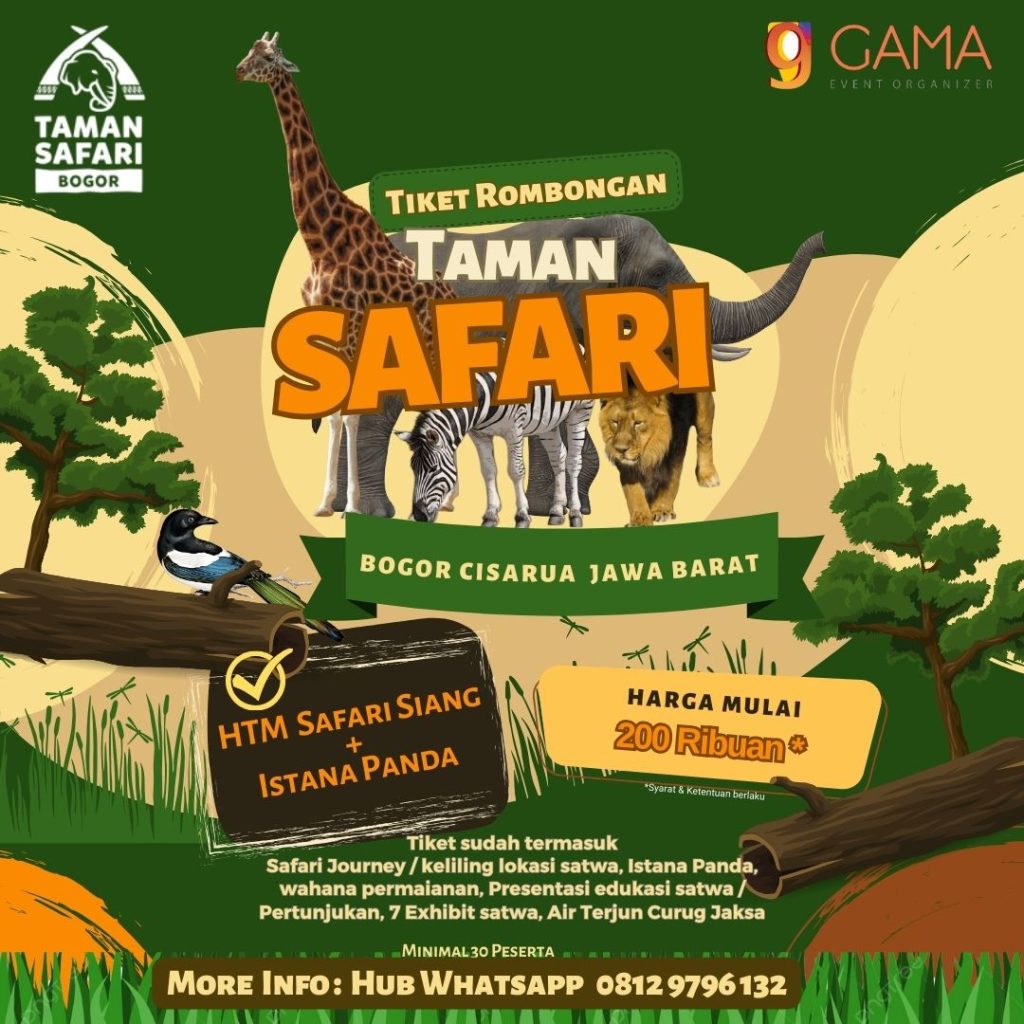 TAMAN
SAFARI
BOGOR
g GAMA
EVENT ORGANIZER
TIKET ROMBONGAN
TAMAN
SAFARI
BOGOR CISARUA JAWA BARAT
HTM SAFARI SIANG
+
ISTANA PANDA
HARGA MULAI
200 Ribuan *
*Syarat & Ketentuan berlaku
Tiket sudah termasuk
Safari Journey / keliling lokasi satwa, Istana Panda,
wahana permaianan, Presentasi edukasi satwa /
Pertunjukan, 7 Exhibit satwa, Air Terjun Curug Jaksa
MINIMAL 30 PESERTA
MORE INFO : HUB WHATSAPP 0812 9796 132